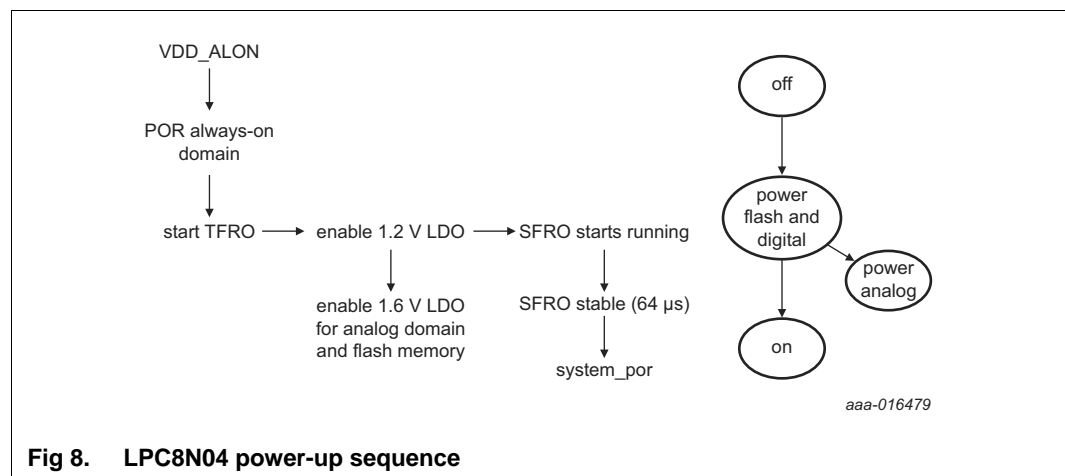 VDD_ALON
POR always-on
domain
start TFRO
enable 1.2 V LDO
SFRO starts running
enable 1.6 V LDO
for analog domain
and flash memory
SFRO stable (64 μs)
system_por
off
power
flash and
digital
power
analog
on
aaa-016479
Fig 8. LPC8N04 power-up sequence